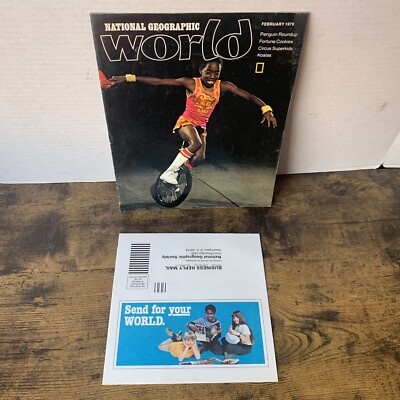 NATIONAL GEOGRAPHIC
world
FEBRUARY 1978
Penguin Roundup
Fortune Cookies
Circus Superkids
Koalas
BUSINESS REPLY MAIL
National Geographic Society
Send for your
WORLD.